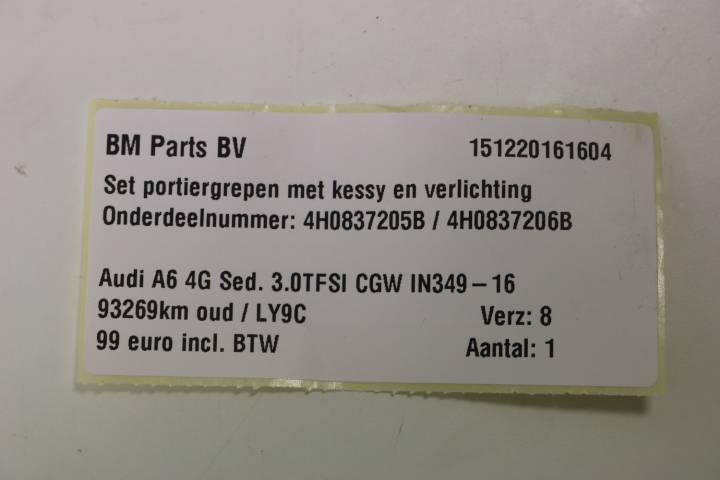 BM Parts BV 151220161604
Set portiergrepen met kessy en verlichting
Onderdeelnummer: 4H0837205B / 4H0837206B
Audi A6 4G Sed. 3.0TFSI CGW IN349 – 16
93269km oud / LY9C Verz: 8
99 euro incl. BTW Aantal: 1